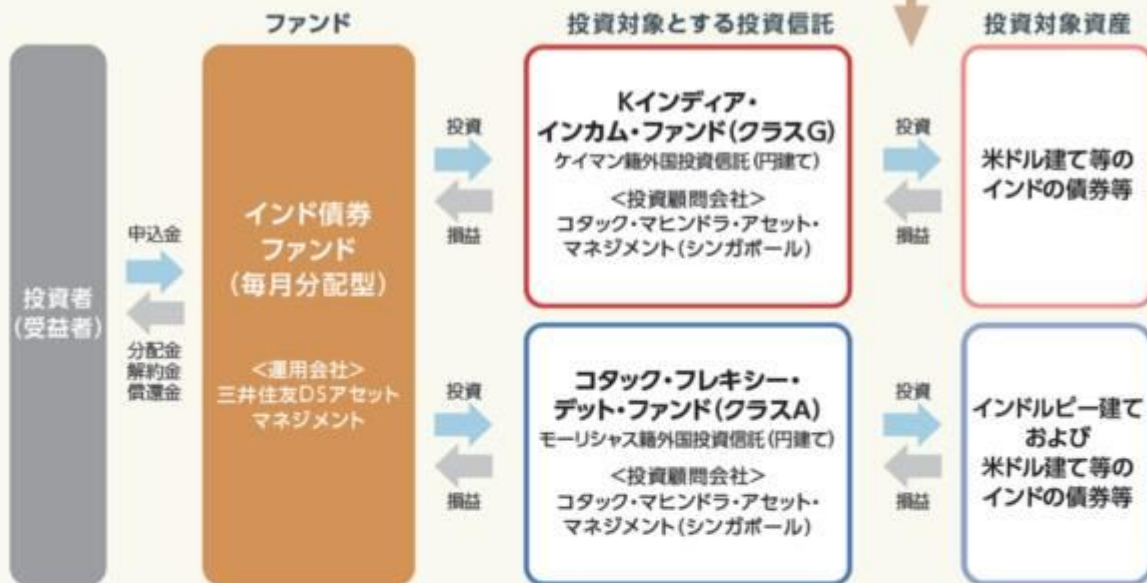 ファンド
投資対象とする投資信託
投資対象資産
投資者
(受益者)
申込金
分配金
解約金
償還金
インド債券
ファンド
(毎月分配型)
<運用会社>
三井住友DSアセット
マネジメント
投資
損益
Kインディア・
インカム・ファンド(クラスG)
ケイマン籍外国投資信託(円建て)
<投資顧問会社>
コタック・マヒンドラ・アセット・
マネジメント(シンガポール)
投資
損益
米ドル建て等の
インドの債券等
投資
損益
コタック・フレキシー・
デット・ファンド(クラスA)
モーリシャス籍外国投資信託(円建て)
<投資顧問会社>
コタック・マヒンドラ・アセット・
マネジメント(シンガポール)
投資
損益
インドルピー建て
および
米ドル建て等の
インドの債券等